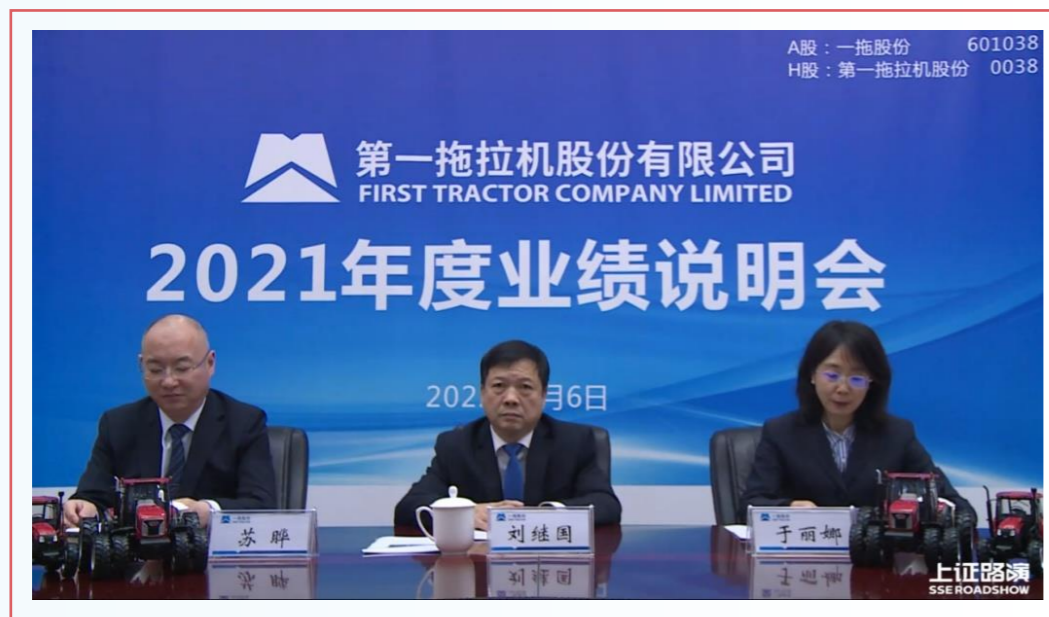 A股：一拖股份 601038
H股：第一拖拉机股份 0038
第一拖拉机股份有限公司
FIRST TRACTOR COMPANY LIMITED
2021年度业绩说明会
202 月6日
苏晔
刘继国
于丽娜
上证路演
SSE ROADSHOW